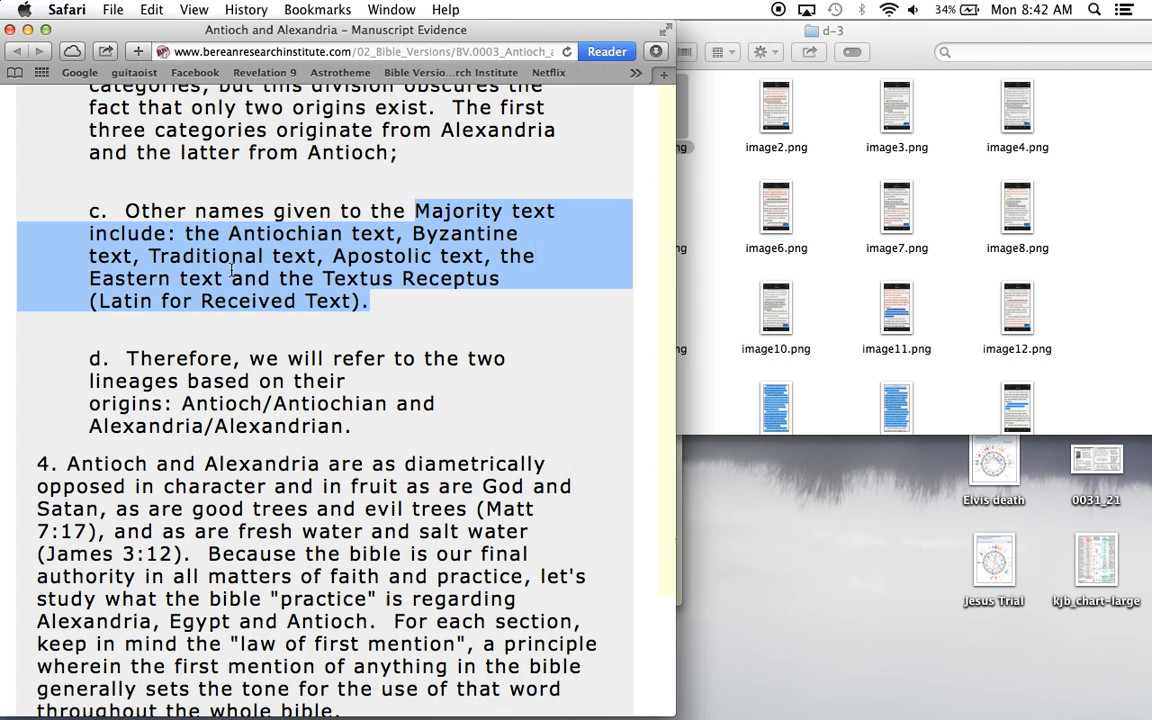 Safari File Edit View History Bookmarks Window Help 34% Mon 8:42 AM
Antioch and Alexandria – Manuscript Evidence
www.bereanresearchinstitute.com/02_Bible_Versions/BV.0003_Antioch_a Reader
Google guitaoist Facebook Revelation 9 Astrotheme Bible Versio...rch Institute Netflix
categories, but this division obscures the
fact that only two origins exist. The first
three categories originate from Alexandria
and the latter from Antioch;
c. Other names given to the Majority text
include: the Antiochian text, Byzantine
text, Traditional text, Apostolic text, the
Eastern text and the Textus Receptus
(Latin for Received Text).
d. Therefore, we will refer to the two
lineages based on their
origins: Antioch/Antiochian and
Alexandria/Alexandrian.
4. Antioch and Alexandria are as diametrically
opposed in character and in fruit as are God and
Satan, as are good trees and evil trees (Matt
7:17), and as are fresh water and salt water
(James 3:12). Because the bible is our final
authority in all matters of faith and practice, let's
study what the bible "practice" is regarding
Alexandria, Egypt and Antioch. For each section,
keep in mind the "law of first mention", a principle
wherein the first mention of anything in the bible
generally sets the tone for the use of that word
throughout the whole bible.
d-3
ng image2.png image3.png image4.png
image6.png image7.png image8.png
ng image10.png image11.png image12.png
Elvis death 0031_21
Jesus Trial kjb_chart-large